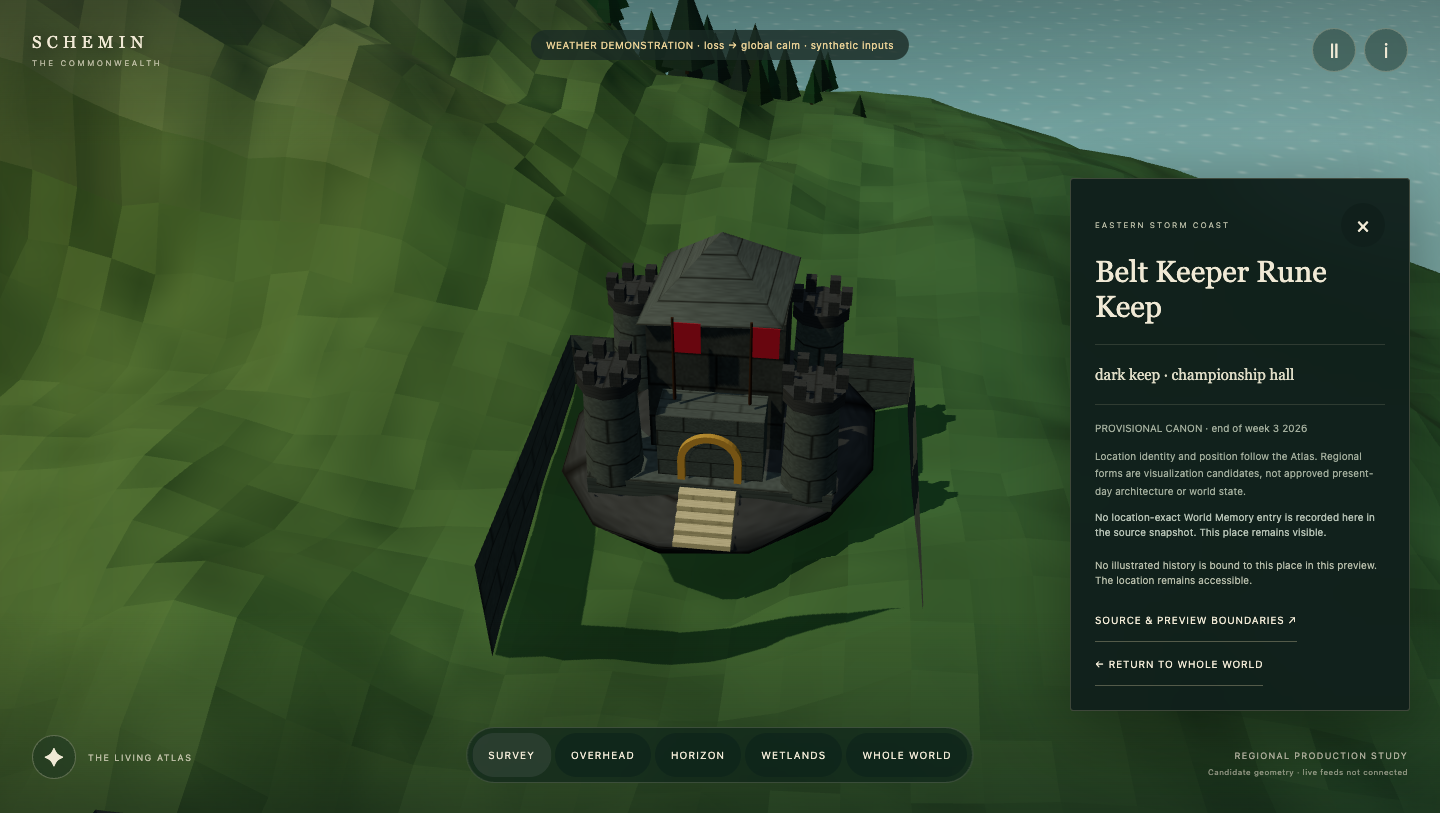 SCHEMIN
THE COMMONWEALTH
WEATHER DEMONSTRATION · loss → global calm · synthetic inputs
EASTERN STORM COAST
Belt Keeper Rune
Keep
dark keep · championship hall
PROVISIONAL CANON · end of week 3 2026
Location identity and position follow the Atlas. Regional
forms are visualization candidates, not approved present-
day architecture or world state.
No location-exact World Memory entry is recorded here in
the source snapshot. This place remains visible.
No illustrated history is bound to this place in this preview.
The location remains accessible.
SOURCE & PREVIEW BOUNDARIES ↗
← RETURN TO WHOLE WORLD
THE LIVING ATLAS
SURVEY
OVERHEAD
HORIZON
WETLANDS
WHOLE WORLD
REGIONAL PRODUCTION STUDY
Candidate geometry · live feeds not connected